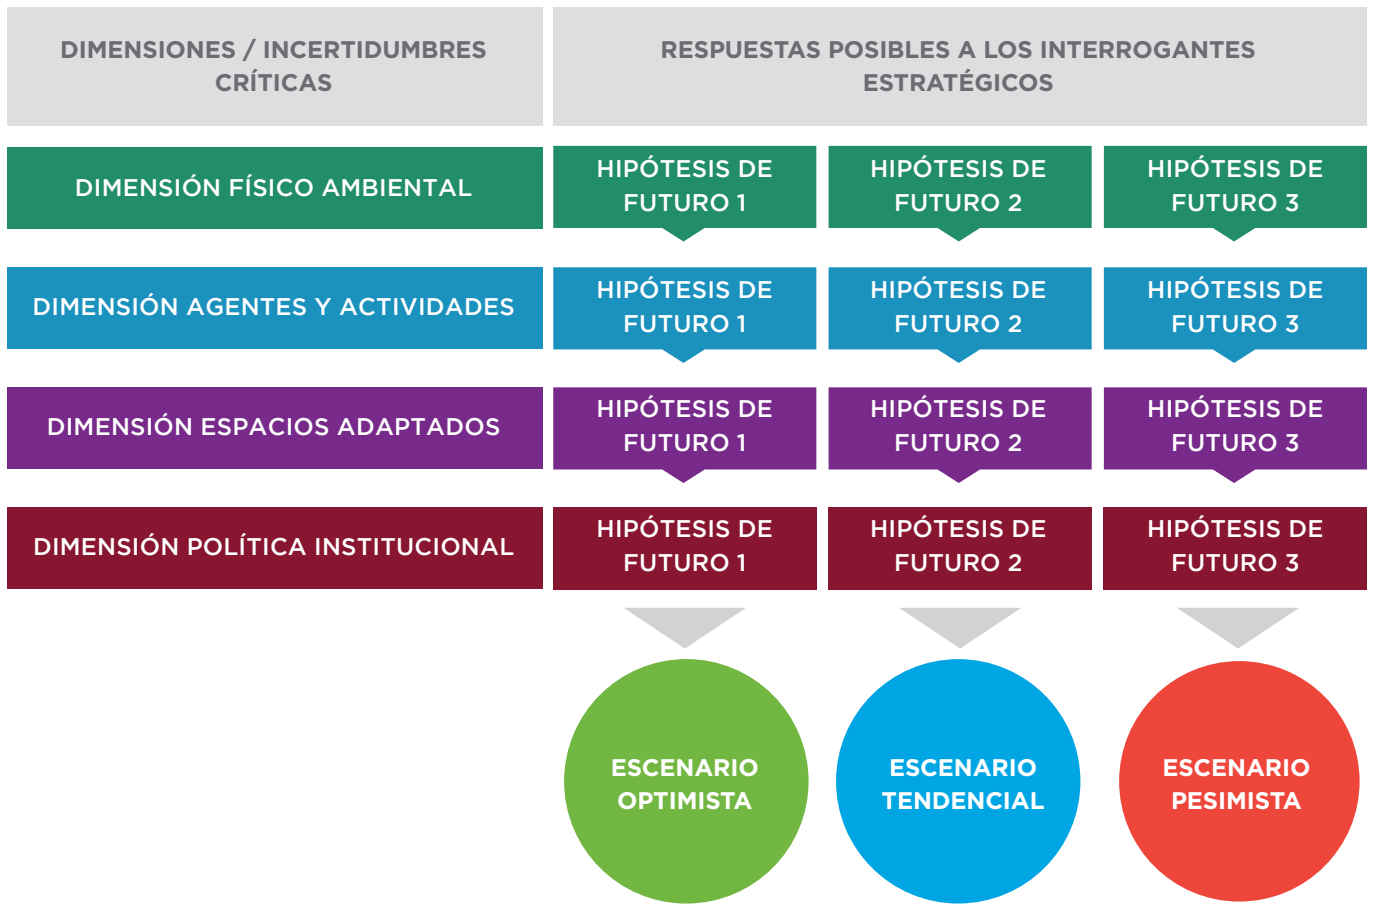 DIMENSIONES / INCERTIDUMBRES
CRÍTICAS
RESPUESTAS POSIBLES A LOS INTERROGANTES
ESTRATÉGICOS
DIMENSIÓN FÍSICO AMBIENTAL
HIPÓTESIS DE
FUTURO 1
HIPÓTESIS DE
FUTURO 2
HIPÓTESIS DE
FUTURO 3
DIMENSIÓN AGENTES Y ACTIVIDADES
HIPÓTESIS DE
FUTURO 1
HIPÓTESIS DE
FUTURO 2
HIPÓTESIS DE
FUTURO 3
DIMENSIÓN ESPACIOS ADAPTADOS
HIPÓTESIS DE
FUTURO 1
HIPÓTESIS DE
FUTURO 2
HIPÓTESIS DE
FUTURO 3
DIMENSIÓN POLÍTICA INSTITUCIONAL
HIPÓTESIS DE
FUTURO 1
HIPÓTESIS DE
FUTURO 2
HIPÓTESIS DE
FUTURO 3
ESCENARIO
OPTIMISTA
ESCENARIO
TENDENCIAL
ESCENARIO
PESIMISTA